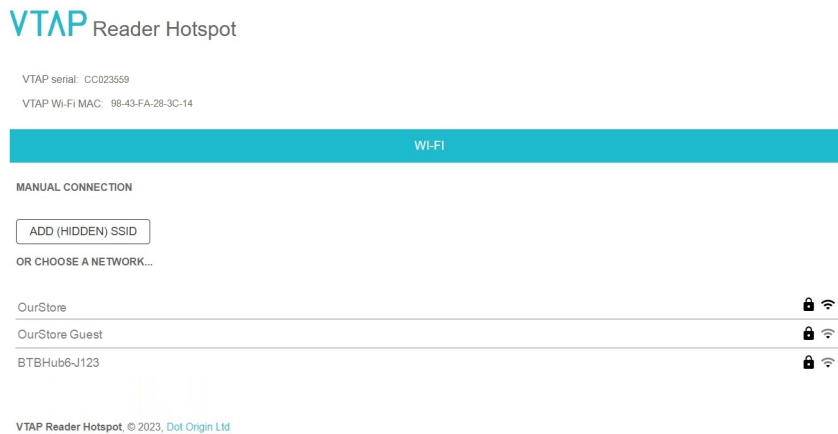 VTAP Reader Hotspot
VTAP serial: CC023559
VTAP Wi-Fi MAC: 98-43-FA-28-3C-14
WI-FI
MANUAL CONNECTION
ADD (HIDDEN) SSID
OR CHOOSE A NETWORK...
OurStore
OurStore Guest
BTBHub6-J123
VTAP Reader Hotspot, © 2023, Dot Origin Ltd